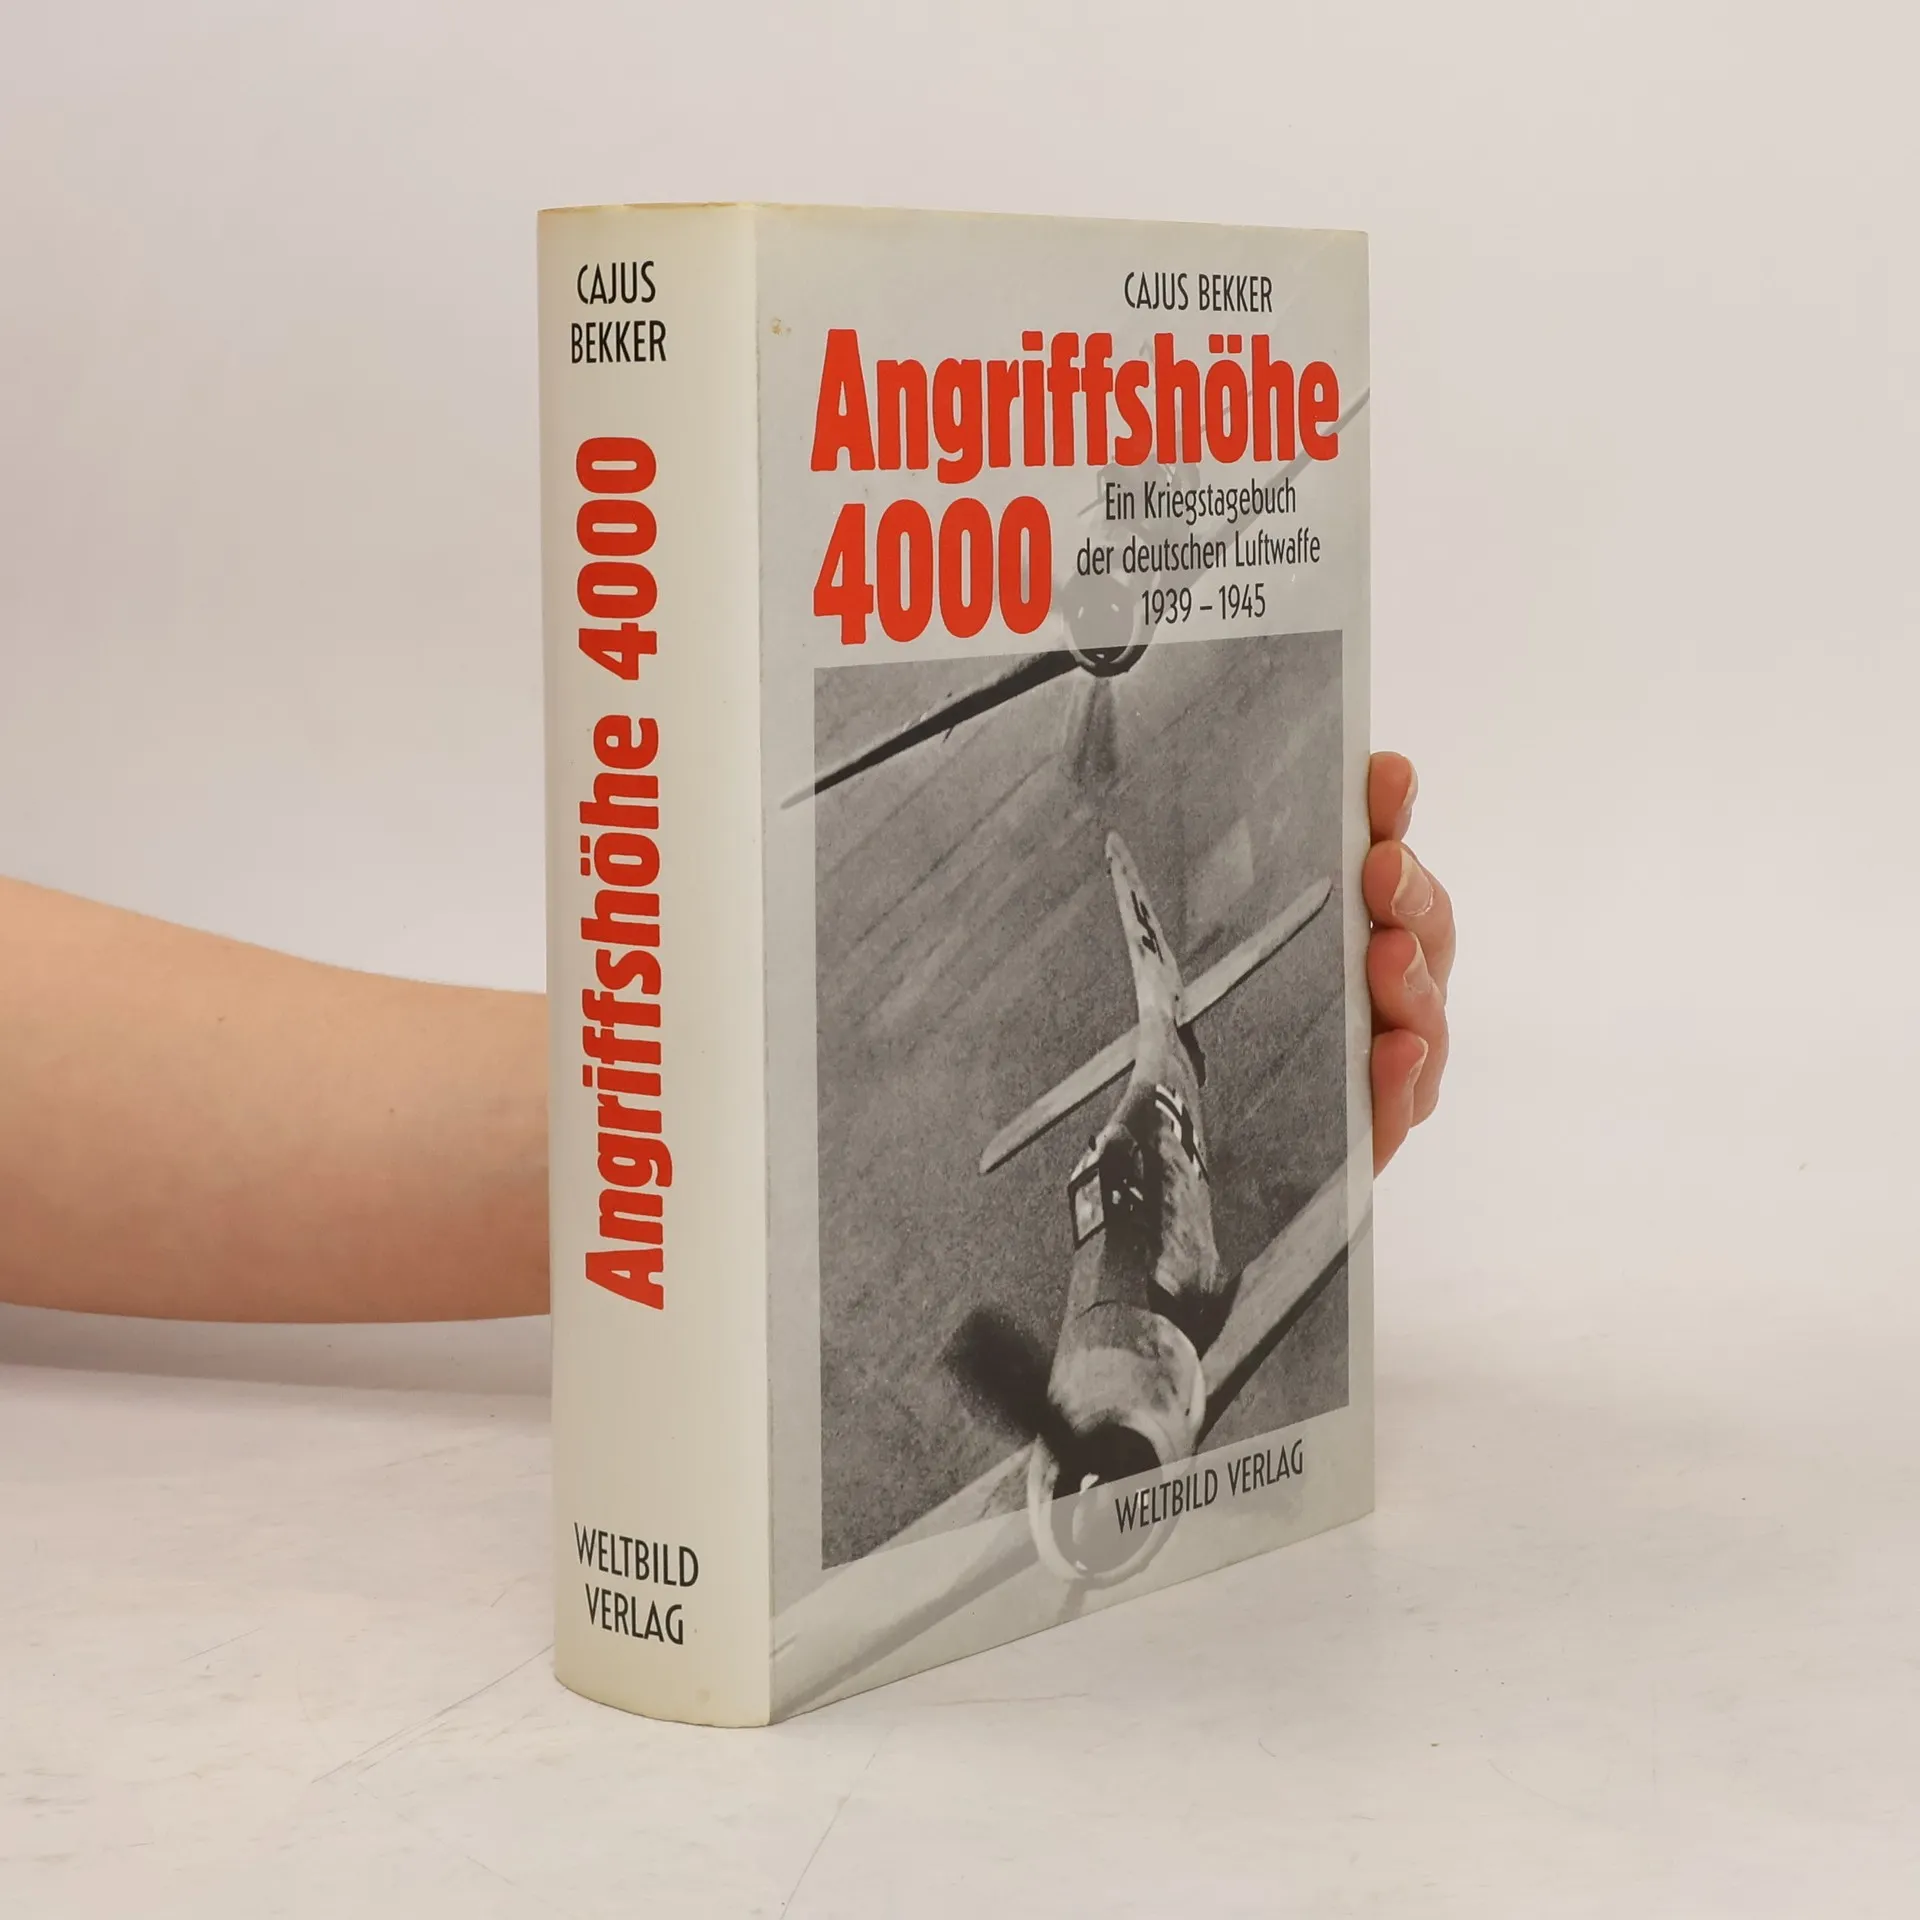 CAJUS
BEKKER
Angriffshöhe 4000
WELTBILD
VERLAG
CAJUS BEKKER
Angriffshöhe
4000
Ein Kriegstagebuch
der deutschen Luftwaffe
1939 – 1945
WELTBILD VERLAG